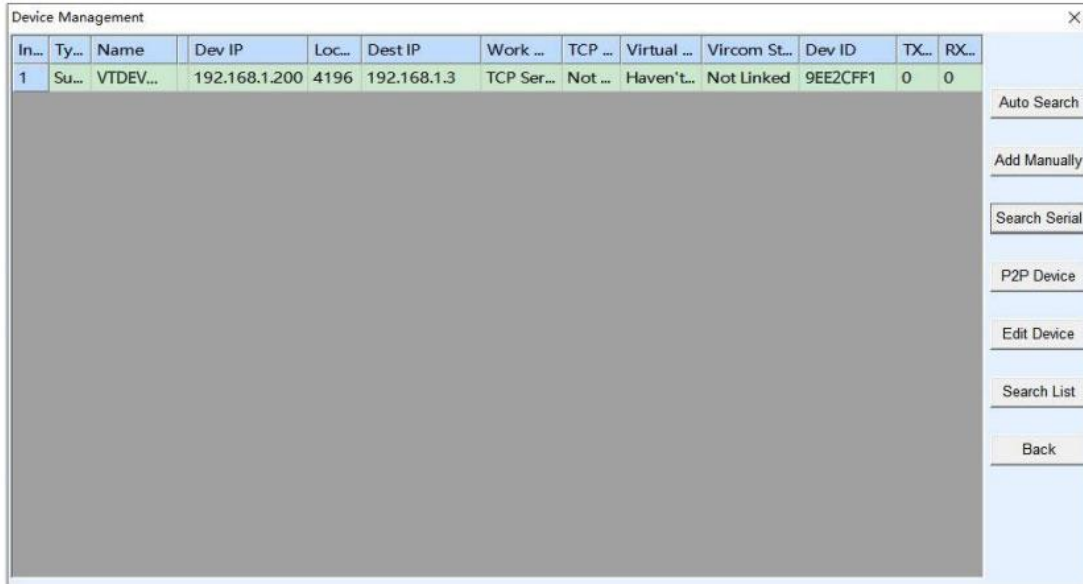 Device Management
In... Ty... Name Dev IP Loc... Dest IP Work ... TCP ... Virtual ... Vircom St... Dev ID TX... RX...
1 Su... VTDEV... 192.168.1.200 4196 192.168.1.3 TCP Ser... Not ... Haven't... Not Linked 9EE2CFF1 0 0
Auto Search
Add Manually
Search Serial
P2P Device
Edit Device
Search List
Back